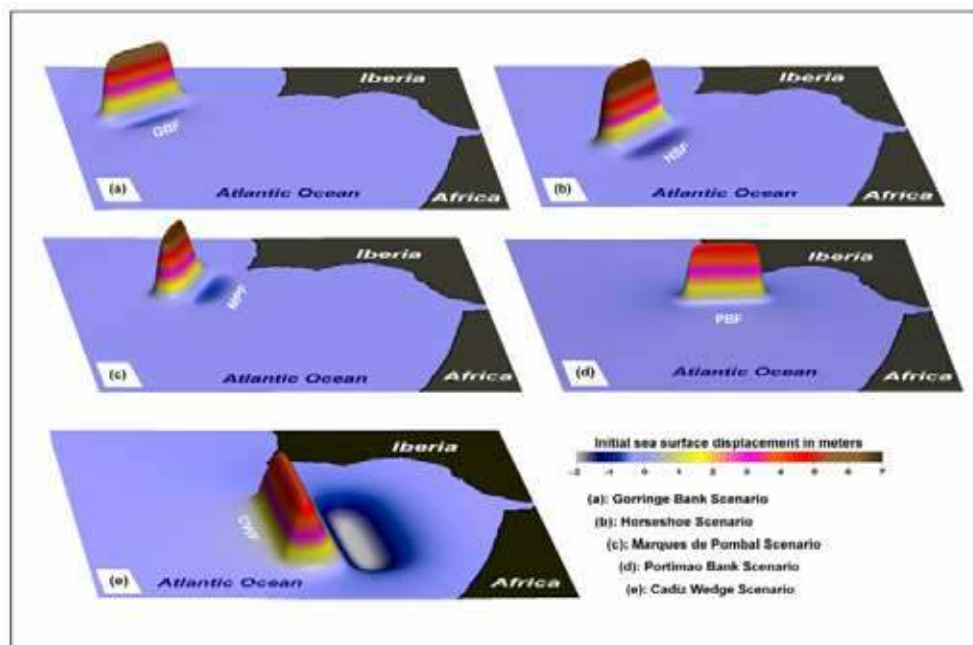 Iberia
GBF
(a)
Atlantic Ocean
Africa
Iberia
HSF
(b)
Atlantic Ocean
Africa
Iberia
MPF
(c)
Atlantic Ocean
Africa
Iberia
PBF
(d)
Atlantic Ocean
Africa
Iberia
CWF
(e)
Atlantic Ocean
Africa
Initial sea surface displacement in meters
-2 -1 0 1 2 3 4 5 6 7
(a): Gorringe Bank Scenario
(b): Horseshoe Scenario
(c): Marques de Pombal Scenario
(d): Portimao Bank Scenario
(e): Cadiz Wedge Scenario